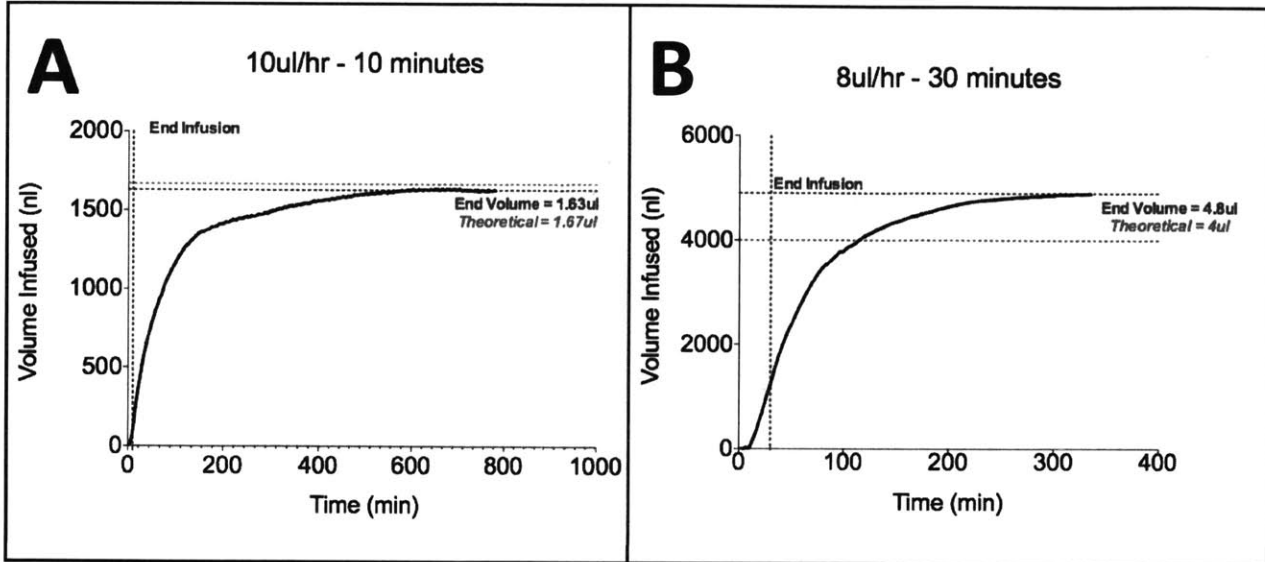 A
10ul/hr - 10 minutes
2000
1500
1000
500
0
End Infusion
End Volume = 1.63ul
Theoretical = 1.67ul
Volume Infused (nl)
0
200
400
600
800
1000
Time (min)
B
8ul/hr - 30 minutes
6000
4000
2000
0
End Infusion
End Volume = 4.8ul
Theoretical = 4ul
Volume Infused (nl)
0
100
200
300
400
Time (min)